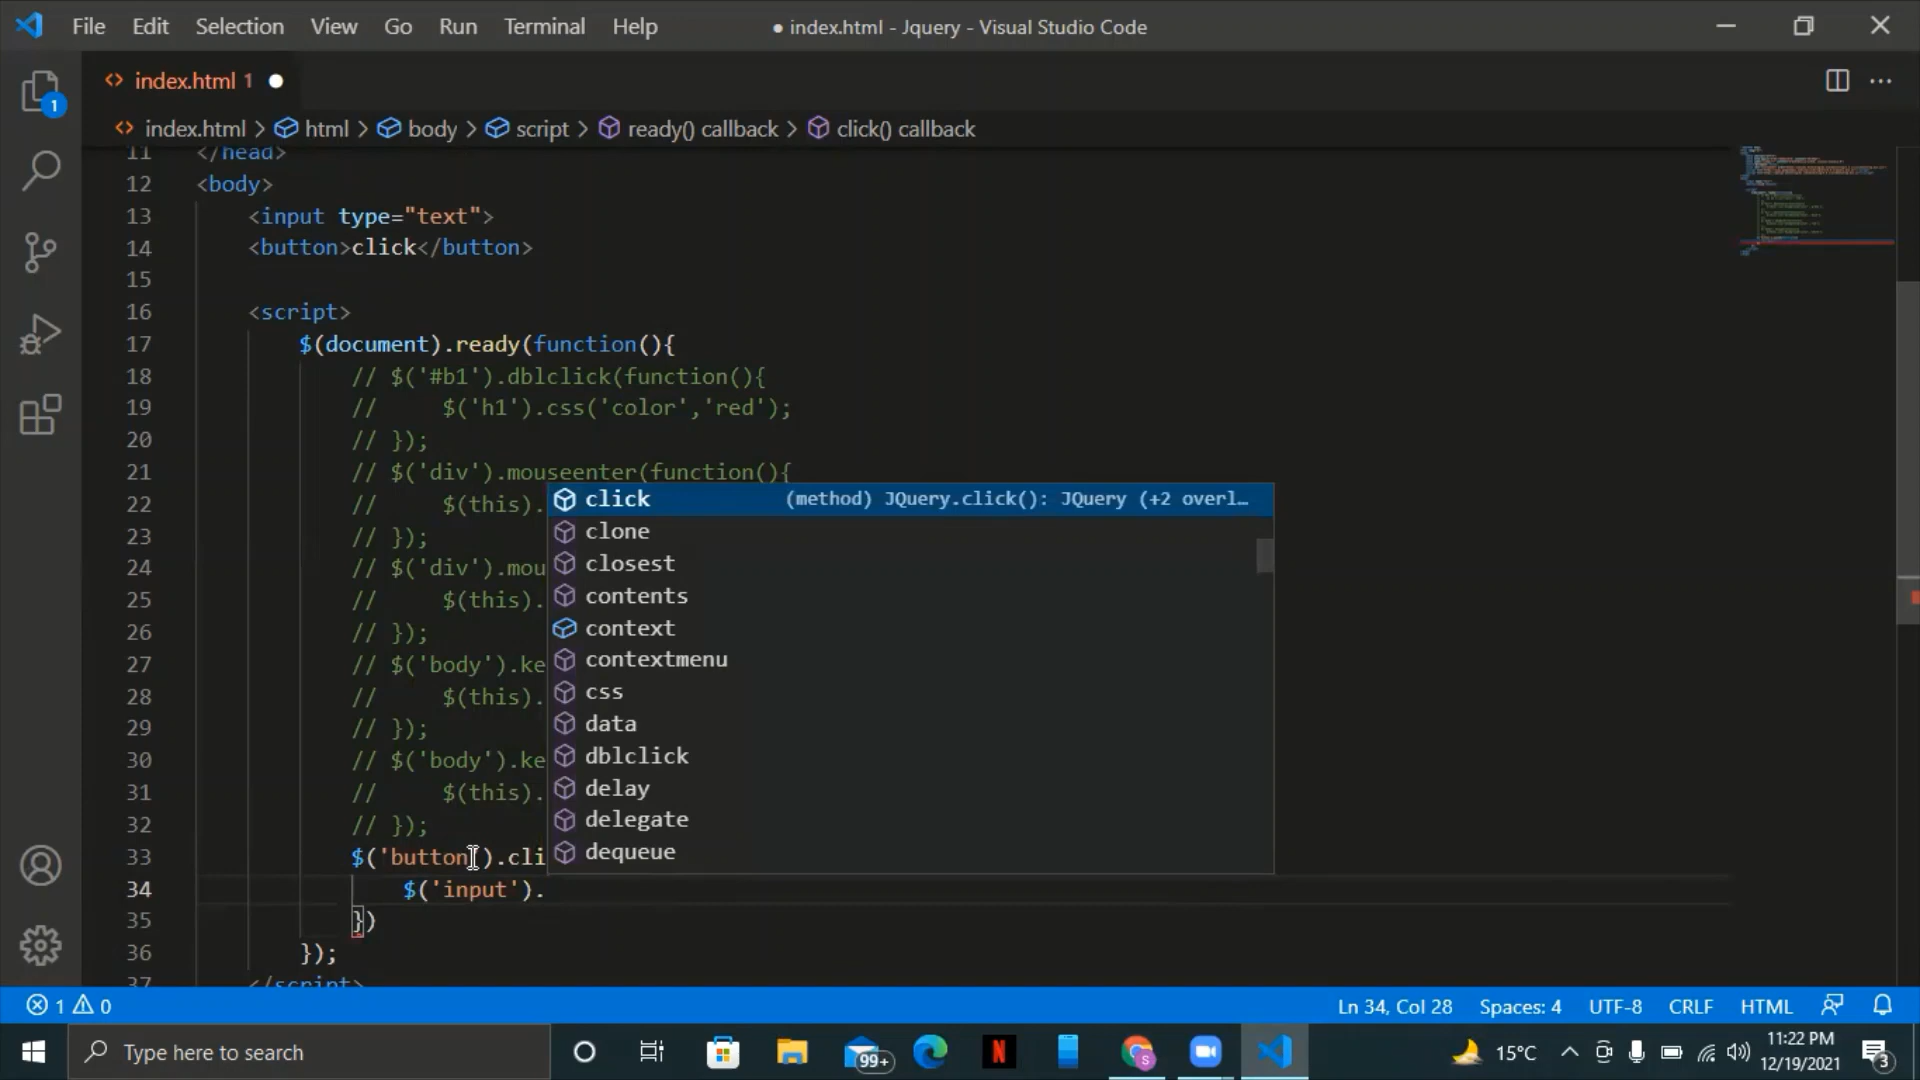 File Edit Selection View Go Run Terminal Help ● index.html - Jquery - Visual Studio Code
index.html 1 ●
index.html > html > body > script > ready() callback > click() callback
11 </head>
12 <body>
13 <input type="text">
14 <button>click</button>
15
16 <script>
17 $(document).ready(function(){
18 // $('#b1').dblclick(function(){
19 // $('h1').css('color','red');
20 // });
21 // $('div').mouseenter(function(){
22 // $(this).
23 // });
24 // $('div').mou
25 // $(this).
26 // });
27 // $('body').ke
28 // $(this).
29 // });
30 // $('body').ke
31 // $(this).
32 // });
33 $('button').cli
34 $('input').
35 })
36 });
37 </script>
click (method) JQuery.click(): JQuery (+2 overl…
clone
closest
contents
context
contextmenu
css
data
dblclick
delay
delegate
dequeue
1
1 0 Ln 34, Col 28 Spaces: 4 UTF-8 CRLF HTML
Type here to search
99+
N
S
15°C
11:22 PM
12/19/2021
3